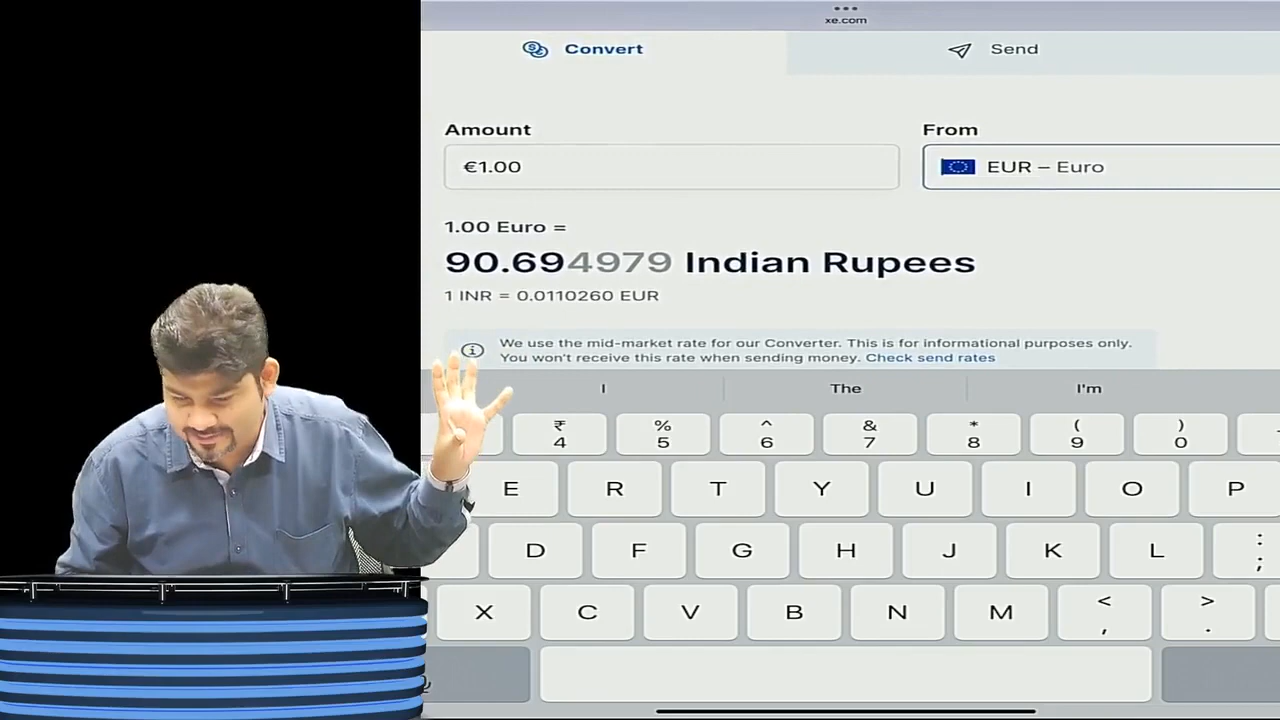 xe.com
Convert
Send
Amount
From
€1.00
EUR – Euro
1.00 Euro =
90.694979 Indian Rupees
1 INR = 0.0110260 EUR
We use the mid-market rate for our Converter. This is for informational purposes only.
You won't receive this rate when sending money. Check send rates
I The I'm
₹ % ^ & * ( )
4 5 6 7 8 9 0
E R T Y U I O P
D F G H J K L : ;
X C V B N M < , > .